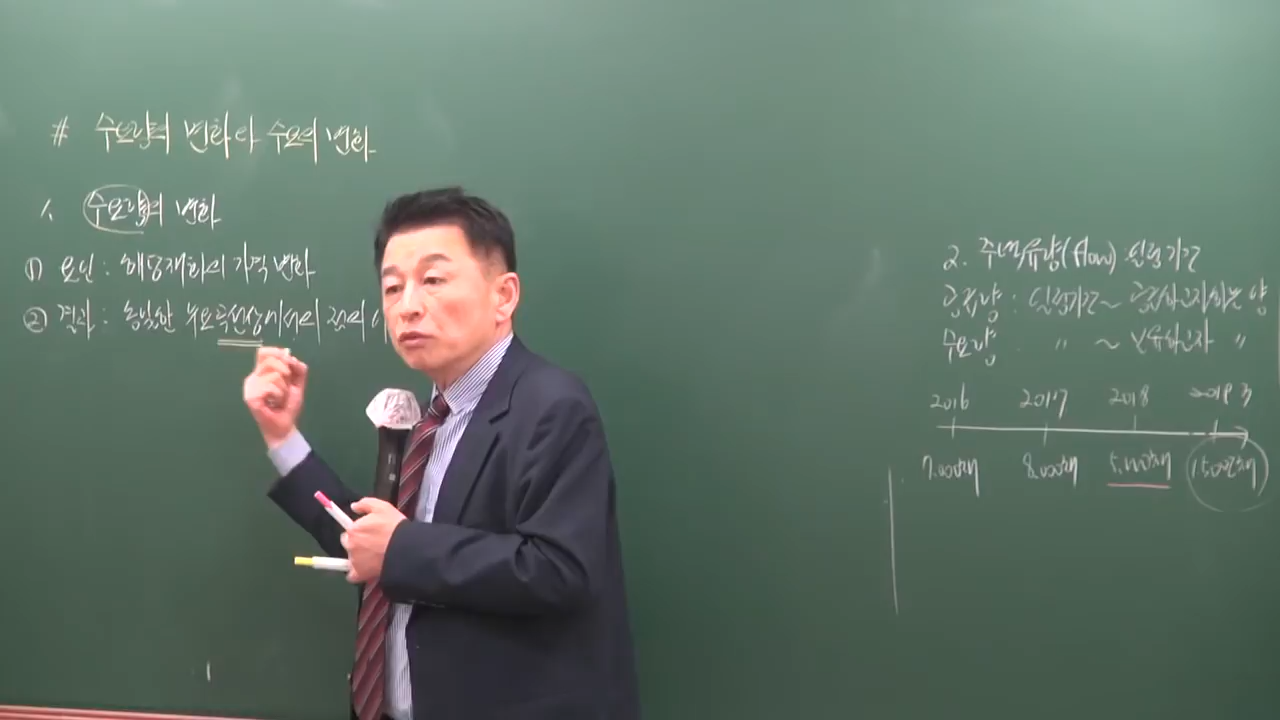 # 수요량의 변화와 수요의 변화
1. 수요량의 변화
① 요인 : 해당재화의 가격 변화
② 결과 : 동일한 수요곡선상에서의 점의 이
2. 주택유량(flow) 일정기간
공급량 : 일정기간~ 공급하고자하는 양
수요량 " ~ 보유하고자 "
2016 2017 2018 2019 3
7.000채 8.000채 5.000채 1500채